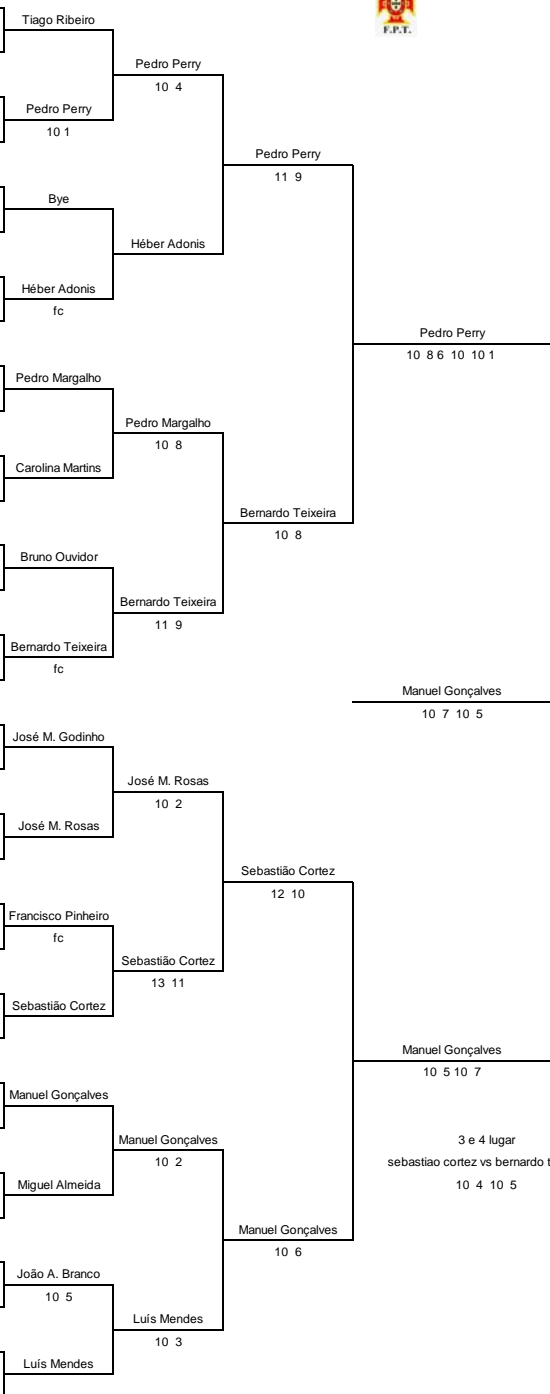 Tiago Ribeiro
F.P.T.
Pedro Perry
10 4
Pedro Perry
10 1
Pedro Perry
11 9
Bye
Héber Adonis
Héber Adonis
fc
Pedro Perry
10 8 6 10 10 1
Pedro Margalho
Pedro Margalho
10 8
Carolina Martins
Bernardo Teixeira
10 8
Bruno Ouvidor
Bernardo Teixeira
11 9
Bernardo Teixeira
fc
Manuel Gonçalves
10 7 10 5
José M. Godinho
José M. Rosas
10 2
José M. Rosas
Sebastião Cortez
12 10
Francisco Pinheiro
fc
Sebastião Cortez
13 11
Sebastião Cortez
Manuel Gonçalves
10 5 10 7
Manuel Gonçalves
Manuel Gonçalves
10 2
3 e 4 lugar
sebastiao cortez vs bernardo t
10 4 10 5
Miguel Almeida
Manuel Gonçalves
10 6
João A. Branco
10 5
Luís Mendes
10 3
Luís Mendes